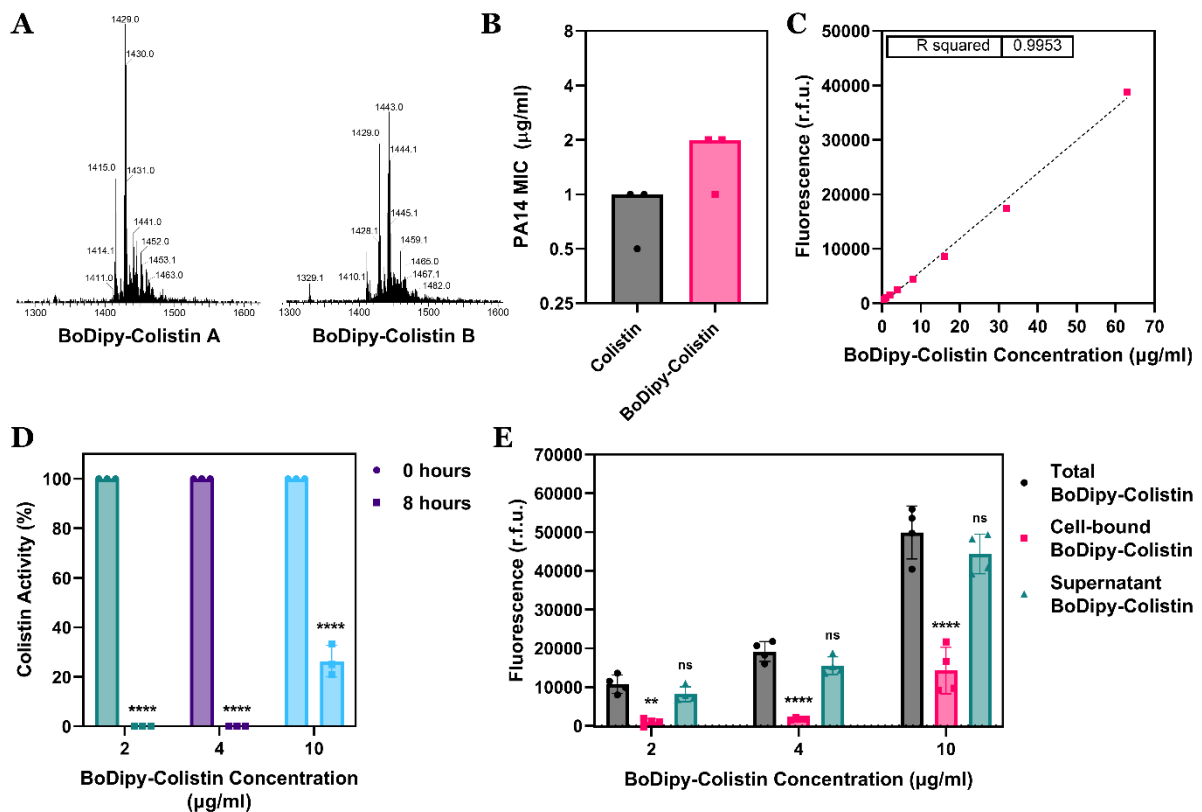 A
1429.0
1430.0
1415.0
1431.0
1441.0
1414.1
1452.0
1453.1
1411.0
1463.0
1300 1400 1500 1600
BoDipy-Colistin A
1443.0
1429.0
1444.1
1445.1
1428.1
1459.1
1410.1
1465.0
1467.1
1329.1
1482.0
1300 1400 1500 1600
BoDipy-Colistin B
B
PA14 MIC (µg/ml)
8
4
2
1
0.5
0.25
Colistin
BoDipy-Colistin
C
R squared 0.9953
Fluorescence (r.f.u.)
50000
40000
30000
20000
10000
0
0 10 20 30 40 50 60 70
BoDipy-Colistin Concentration (µg/ml)
D
Colistin Activity (%)
100
80
60
40
20
0
**** **** ****
2 4 10
BoDipy-Colistin Concentration
(µg/ml)
0 hours
8 hours
E
Fluorescence (r.f.u.)
70000
60000
50000
40000
30000
20000
10000
0
** ns **** ns **** ns
2 4 10
BoDipy-Colistin Concentration (µg/ml)
Total
BoDipy-Colistin
Cell-bound
BoDipy-Colistin
Supernatant
BoDipy-Colistin